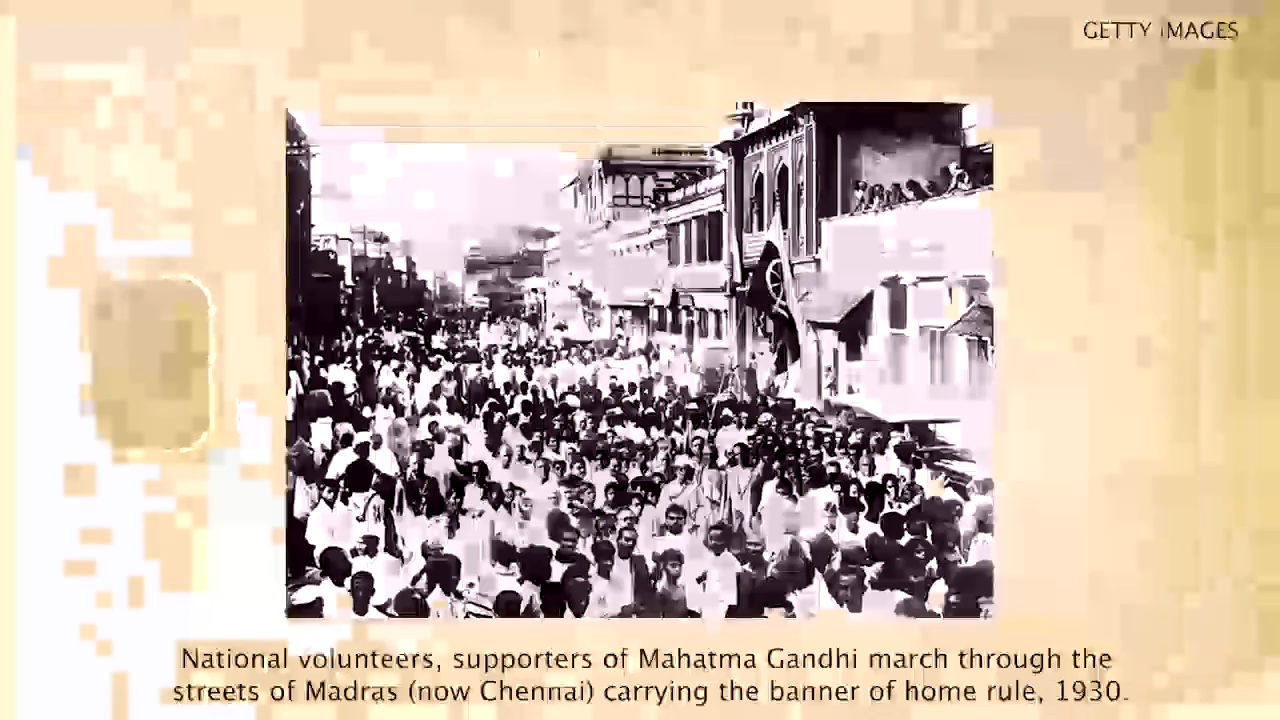 GETTY IMAGES
National volunteers, supporters of Mahatma Gandhi march through the
streets of Madras (now Chennai) carrying the banner of home rule, 1930.